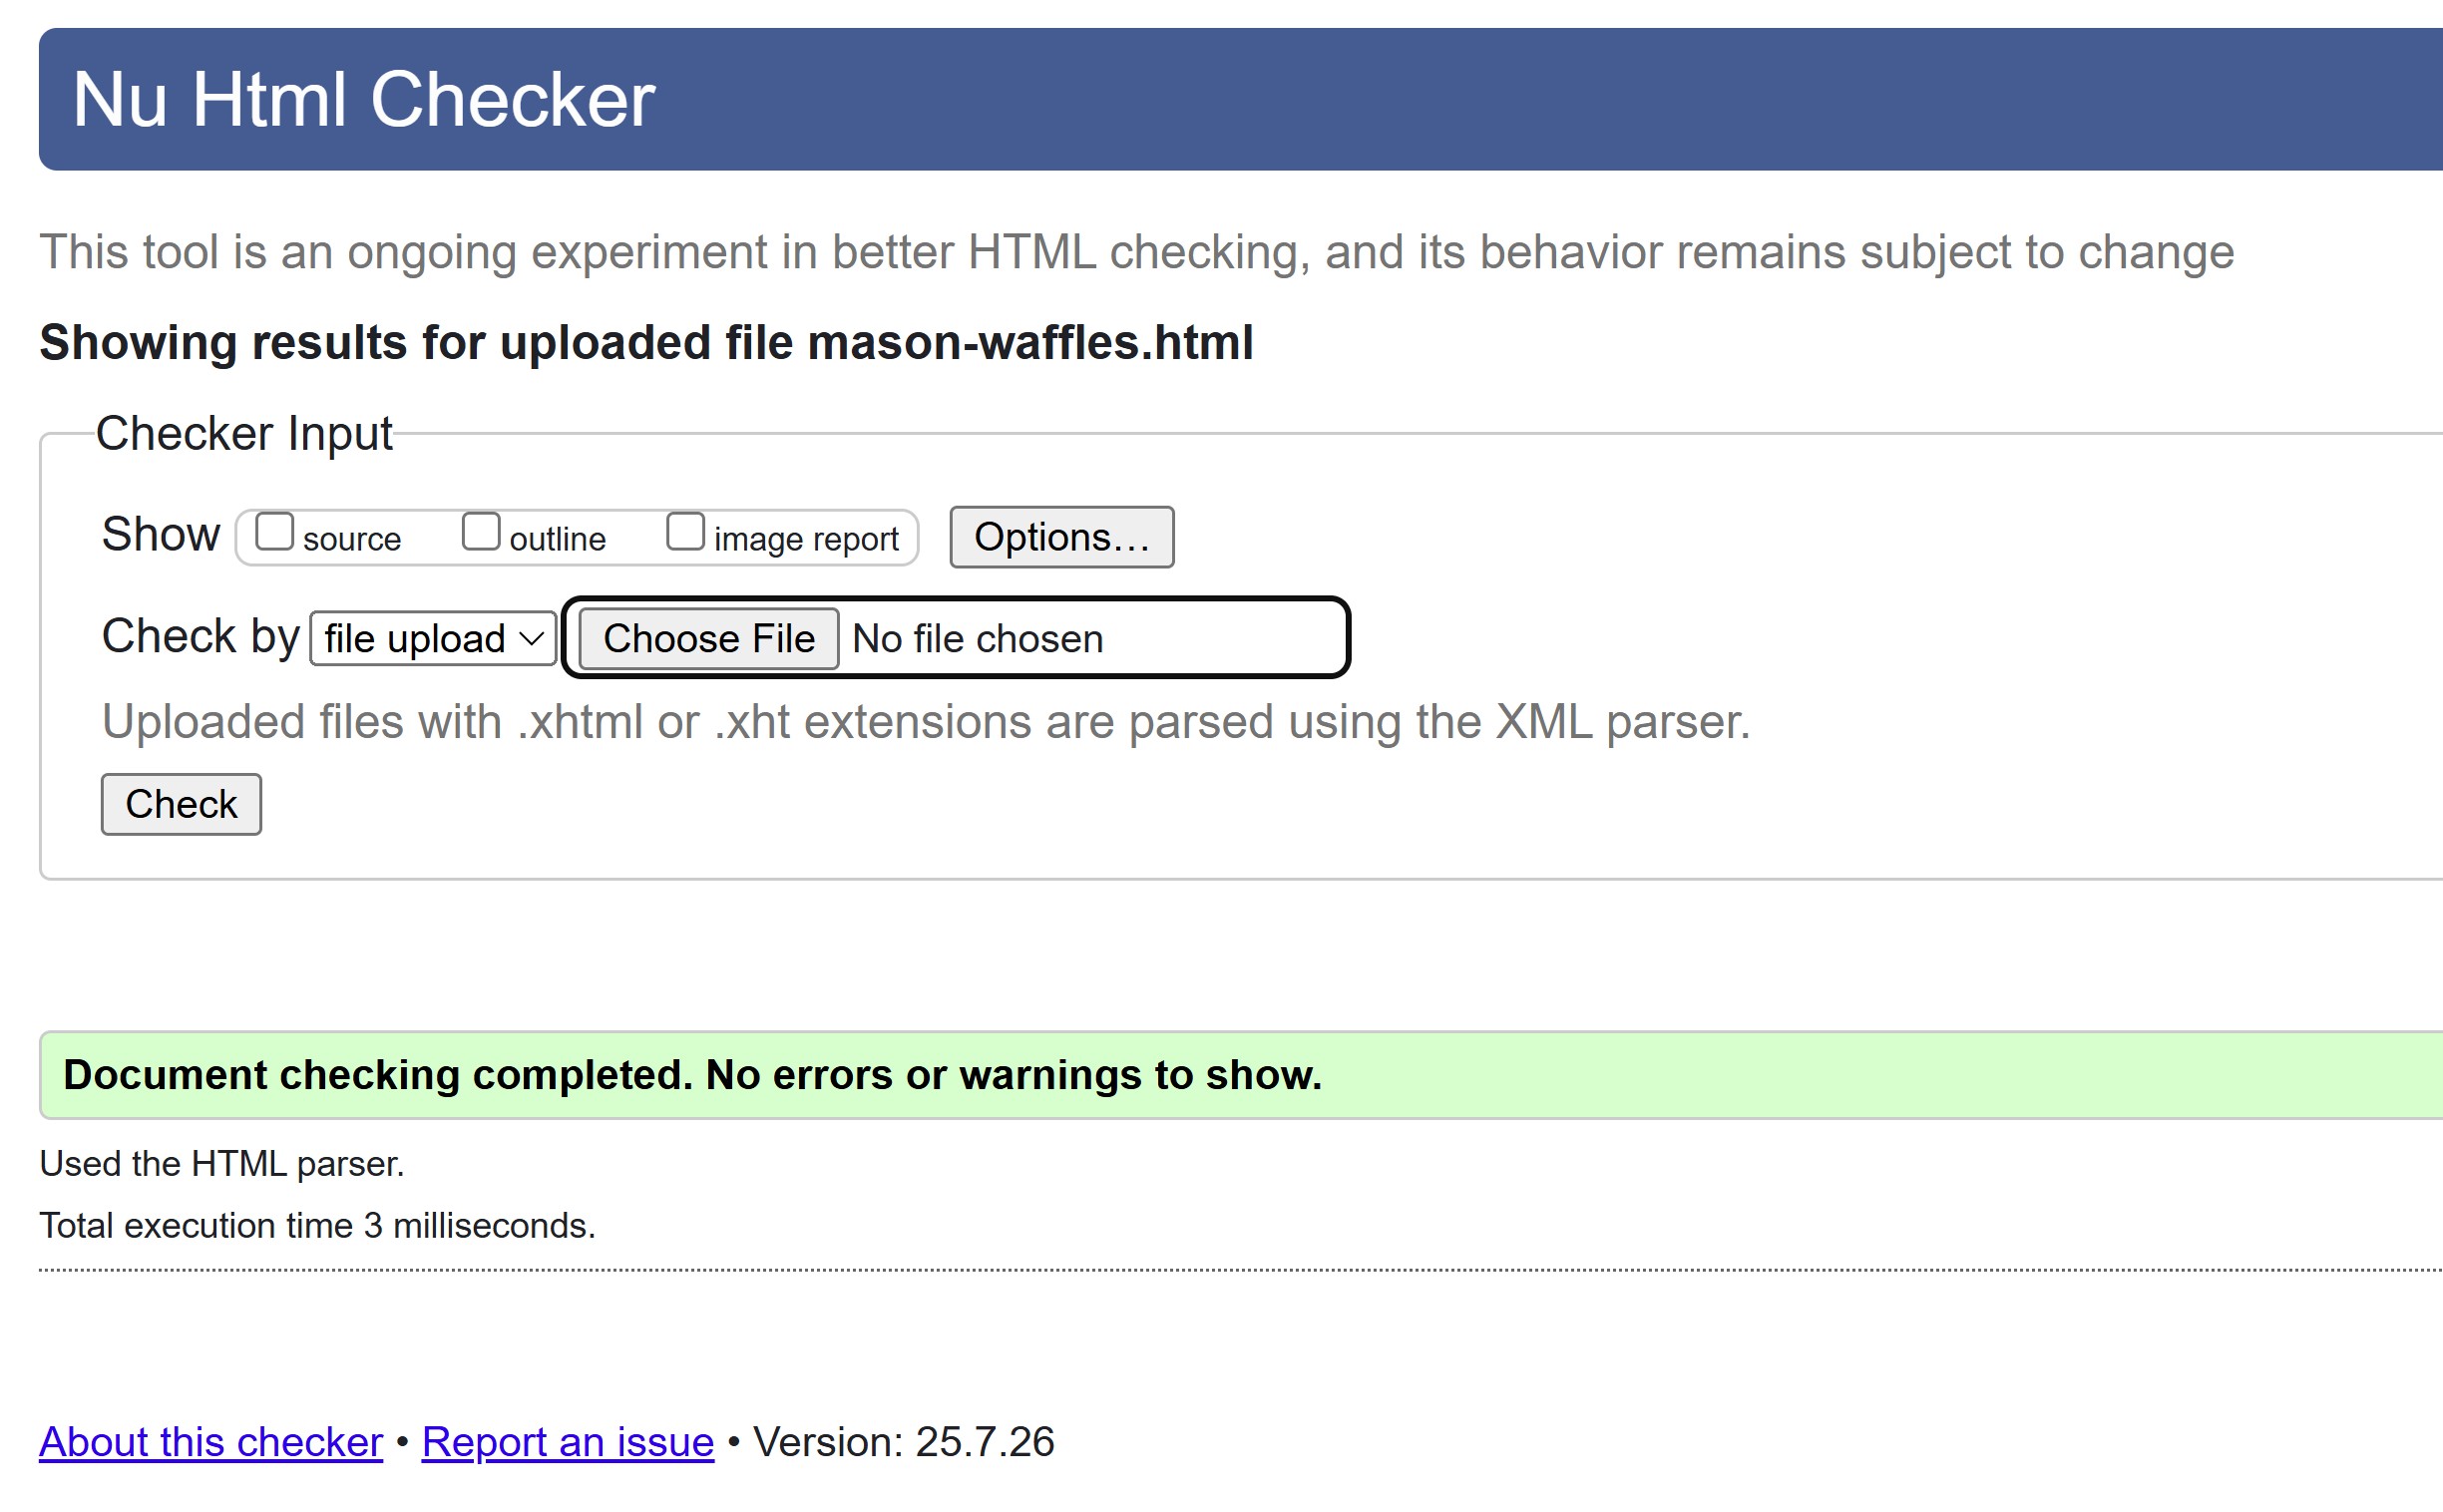 Nu Html Checker
This tool is an ongoing experiment in better HTML checking, and its behavior remains subject to change
Showing results for uploaded file mason-waffles.html
Checker Input
Show source outline image report Options…
Check by file upload Choose File No file chosen
Uploaded files with .xhtml or .xht extensions are parsed using the XML parser.
Check
Document checking completed. No errors or warnings to show.
Used the HTML parser.
Total execution time 3 milliseconds.
About this checker • Report an issue • Version: 25.7.26